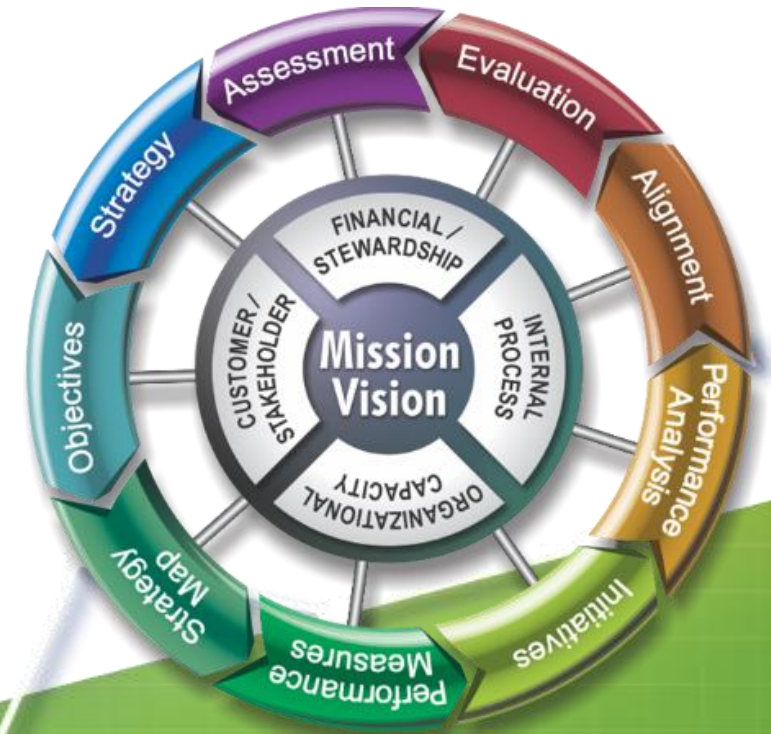 Assessment
Strategy
Objectives
Strategy
Map
Performance
Measures
Initiatives
Performance
Analysis
Alignment
Evaluation
FINANCIAL /
STEWARDSHIP
INTERNAL
PROCESS
ORGANIZATIONAL
CAPACITY
CUSTOMER /
STAKEHOLDER
Mission
Vision